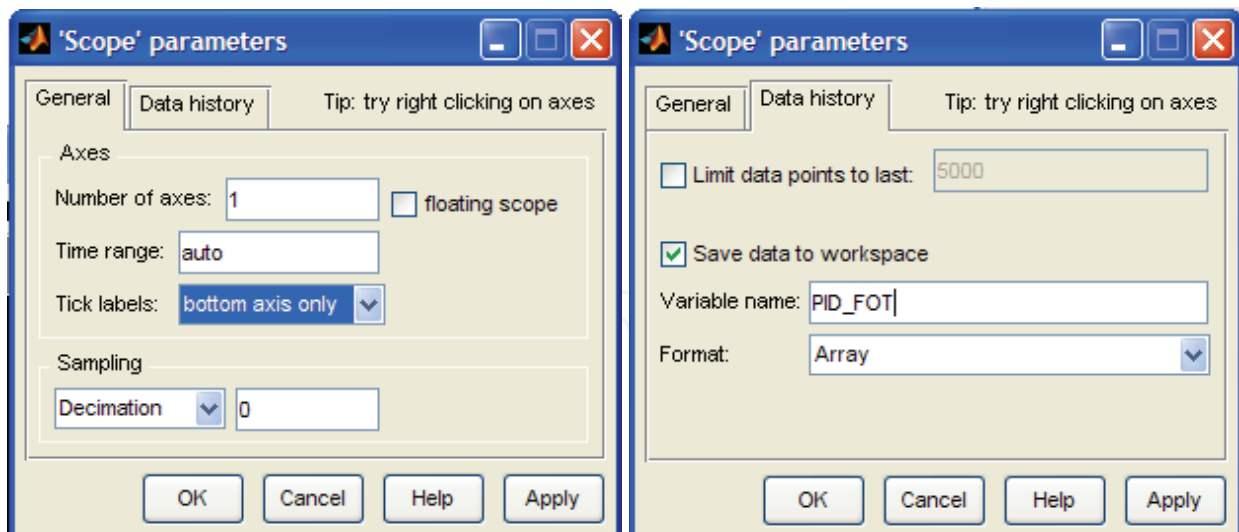 'Scope' parameters
General
Data history
Tip: try right clicking on axes
Axes
Number of axes: 1
floating scope
Time range: auto
Tick labels: bottom axis only
Sampling
Decimation 0
OK Cancel Help Apply
'Scope' parameters
General
Data history
Tip: try right clicking on axes
Limit data points to last: 5000
Save data to workspace
Variable name: PID_FOT
Format: Array
OK Cancel Help Apply